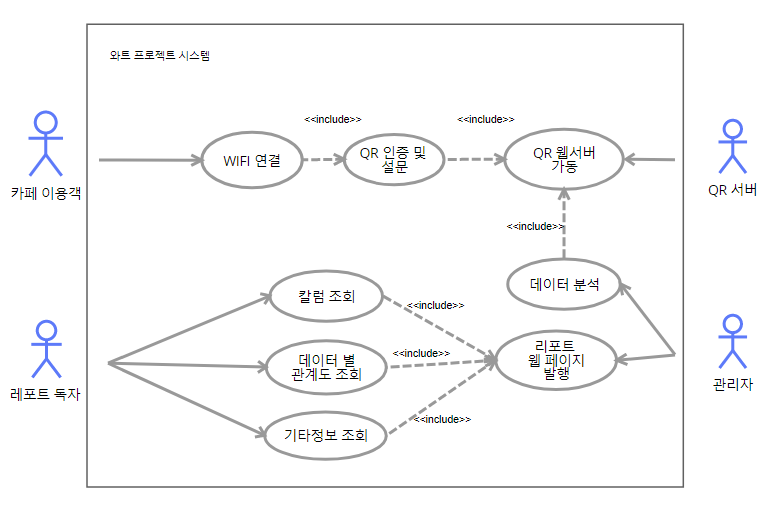 와트 프로젝트 시스템
<<include>>
<<include>>
WIFI 연결
QR 인증 및
설문
QR 웹서버
가동
카페 이용객
QR 서버
<<include>>
데이터 분석
칼럼 조회
<<include>>
데이터 별
관계도 조회
<<include>>
리포트
웹 페이지
발행
레포트 독자
관리자
기타정보 조회
<<include>>